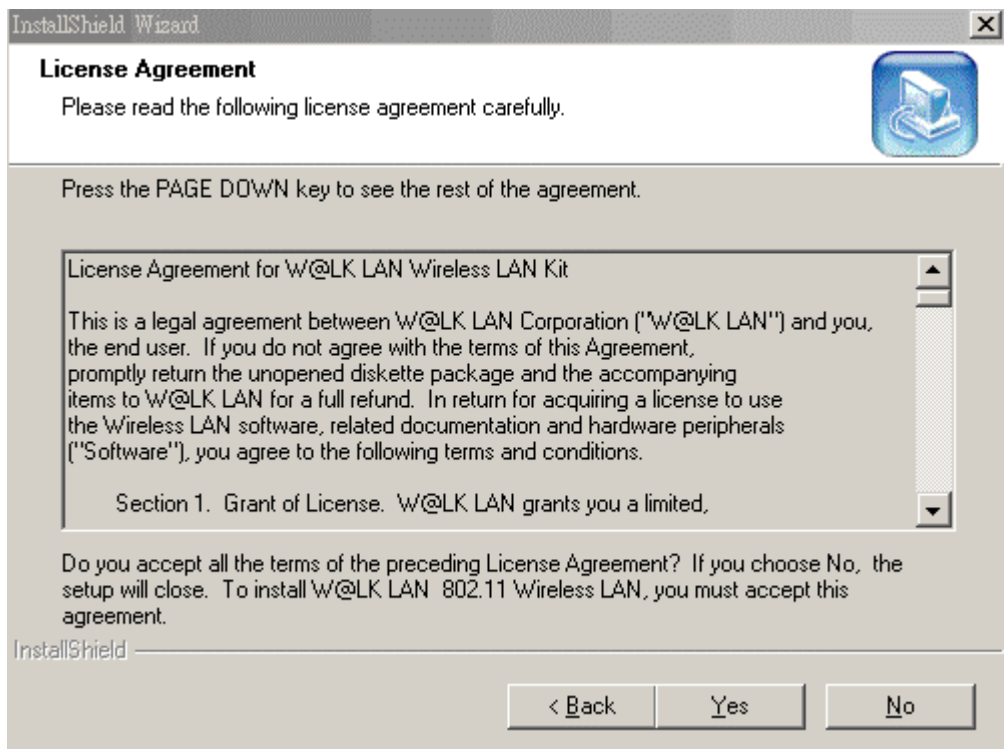 InstallShield Wizard
License Agreement
Please read the following license agreement carefully.
Press the PAGE DOWN key to see the rest of the agreement.
License Agreement for W@LK LAN Wireless LAN Kit
This is a legal agreement between W@LK LAN Corporation ("W@LK LAN") and you,
the end user.  If you do not agree with the terms of this Agreement,
promptly return the unopened diskette package and the accompanying
items to W@LK LAN for a full refund.  In return for acquiring a license to use
the Wireless LAN software, related documentation and hardware peripherals
("Software"), you agree to the following terms and conditions.
Section 1.  Grant of License.  W@LK LAN grants you a limited,
Do you accept all the terms of the preceding License Agreement?  If you choose No,  the
setup will close.  To install W@LK LAN  802.11 Wireless LAN, you must accept this
agreement.
InstallShield
< Back
Yes
No